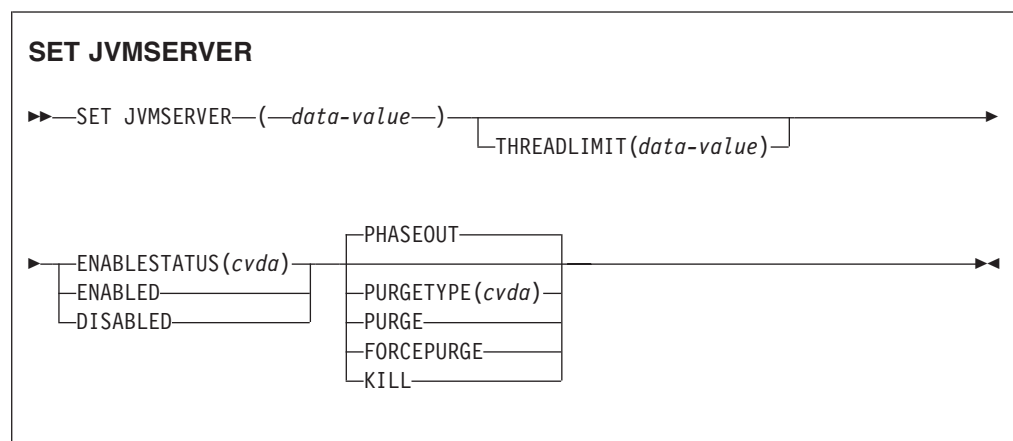 SET JVMSERVER
SET JVMSERVER ( data-value )
THREADLIMIT(data-value)
PHASEOUT
ENABLESTATUS(cvda)
PURGETYPE(cvda)
ENABLED
PURGE
DISABLED
FORCEPURGE
KILL